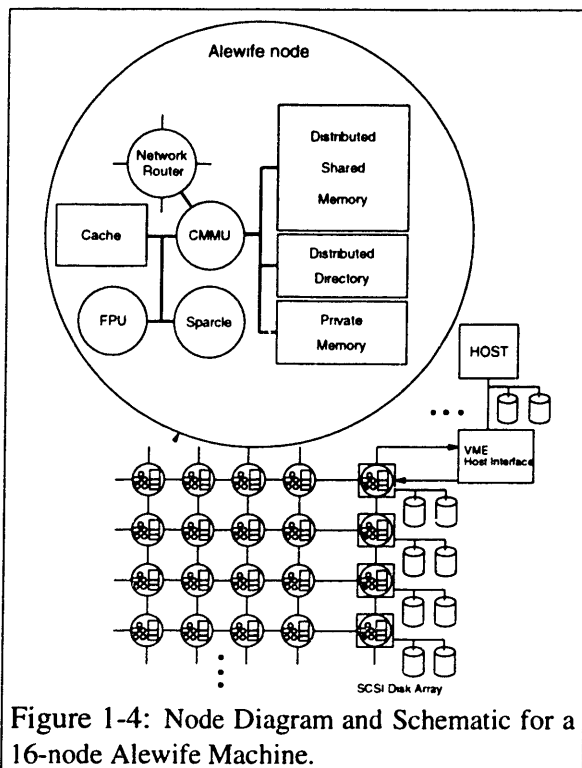 Alewife node
Network
Router
Cache
CMMU
FPU
Sparcle
Distributed
Shared
Memory
Distributed
Directory
Private
Memory
HOST
VME
Host Interface
SCSI Disk Array
Figure 1-4: Node Diagram and Schematic for a
16-node Alewife Machine.